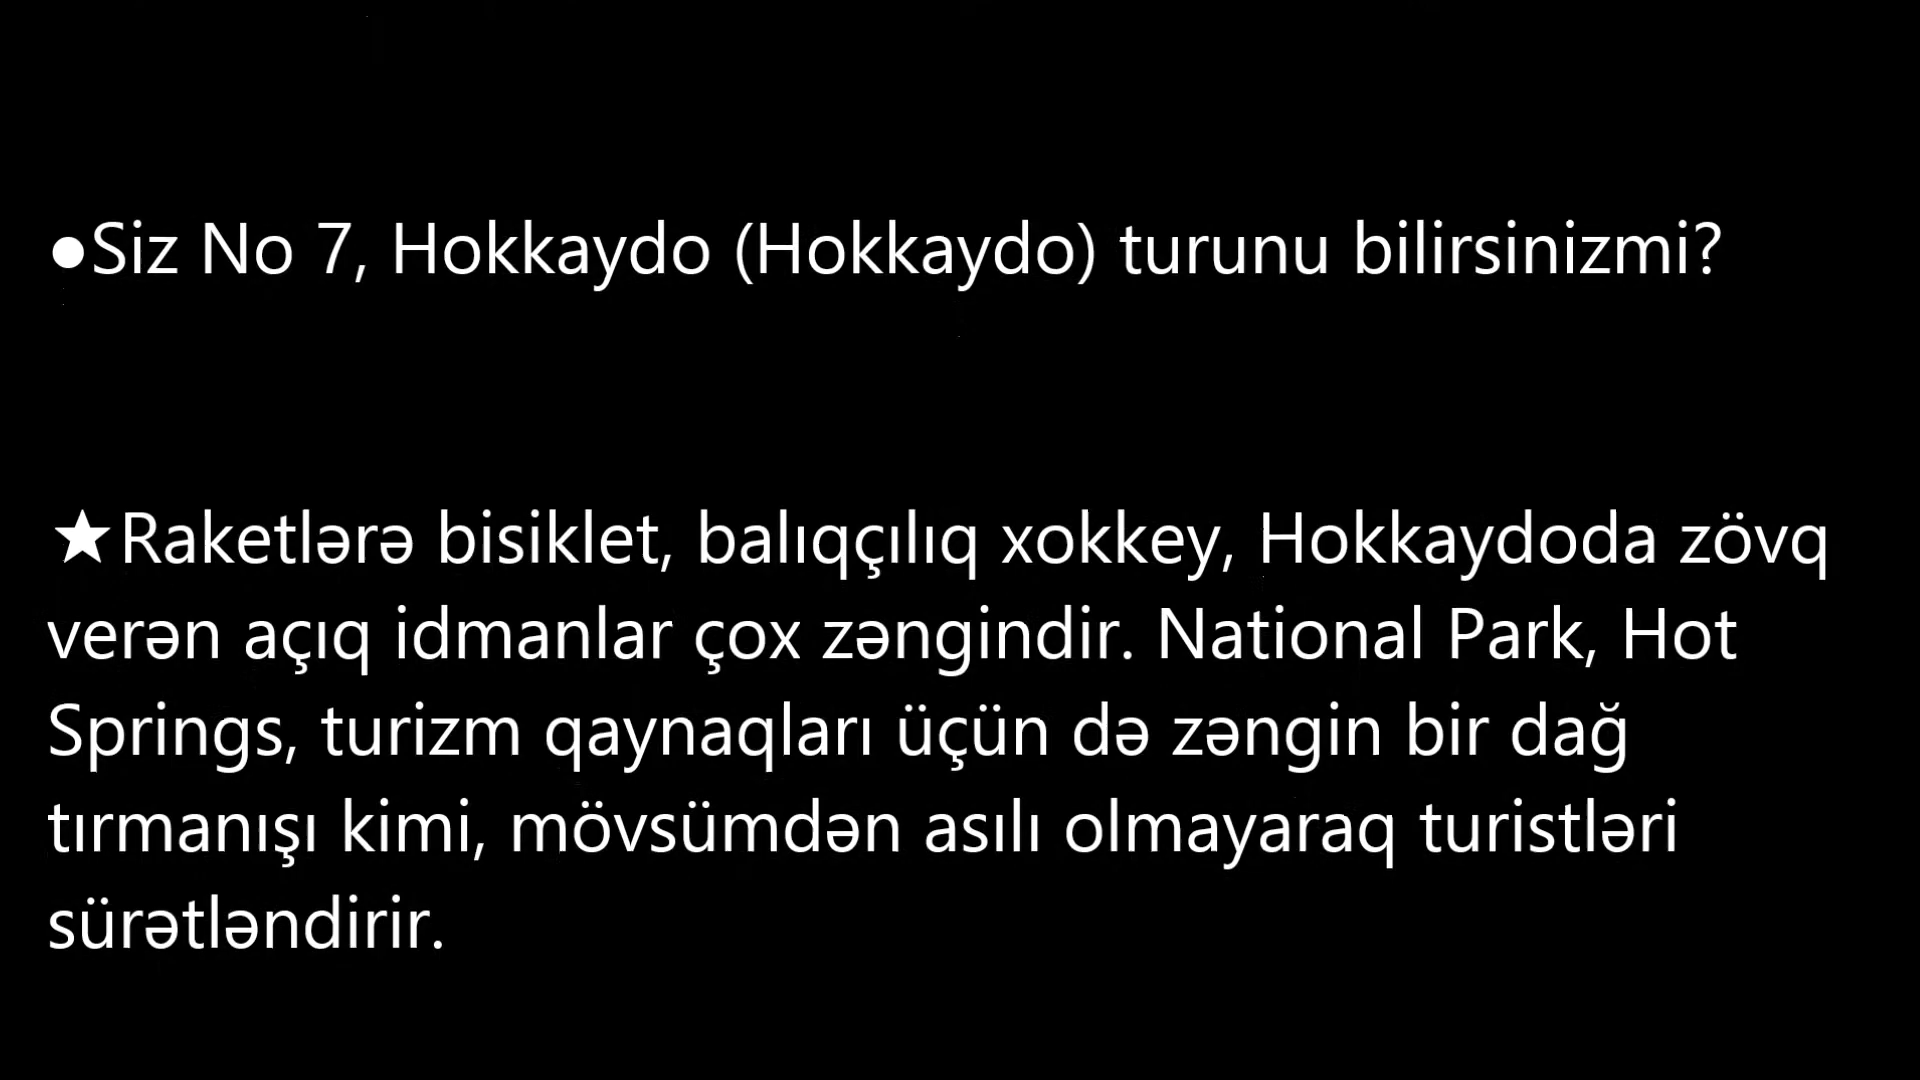 ●Siz No 7, Hokkaydo (Hokkaydo) turunu bilirsinizmi?
★Raketlərə bisiklet, balıqçılıq xokkey, Hokkaydoda zövq
verən açıq idmanlar çox zəngindir. National Park, Hot
Springs, turizm qaynaqları üçün də zəngin bir dağ
tırmanışı kimi, mövsümdən asılı olmayaraq turistləri
sürətləndirir.